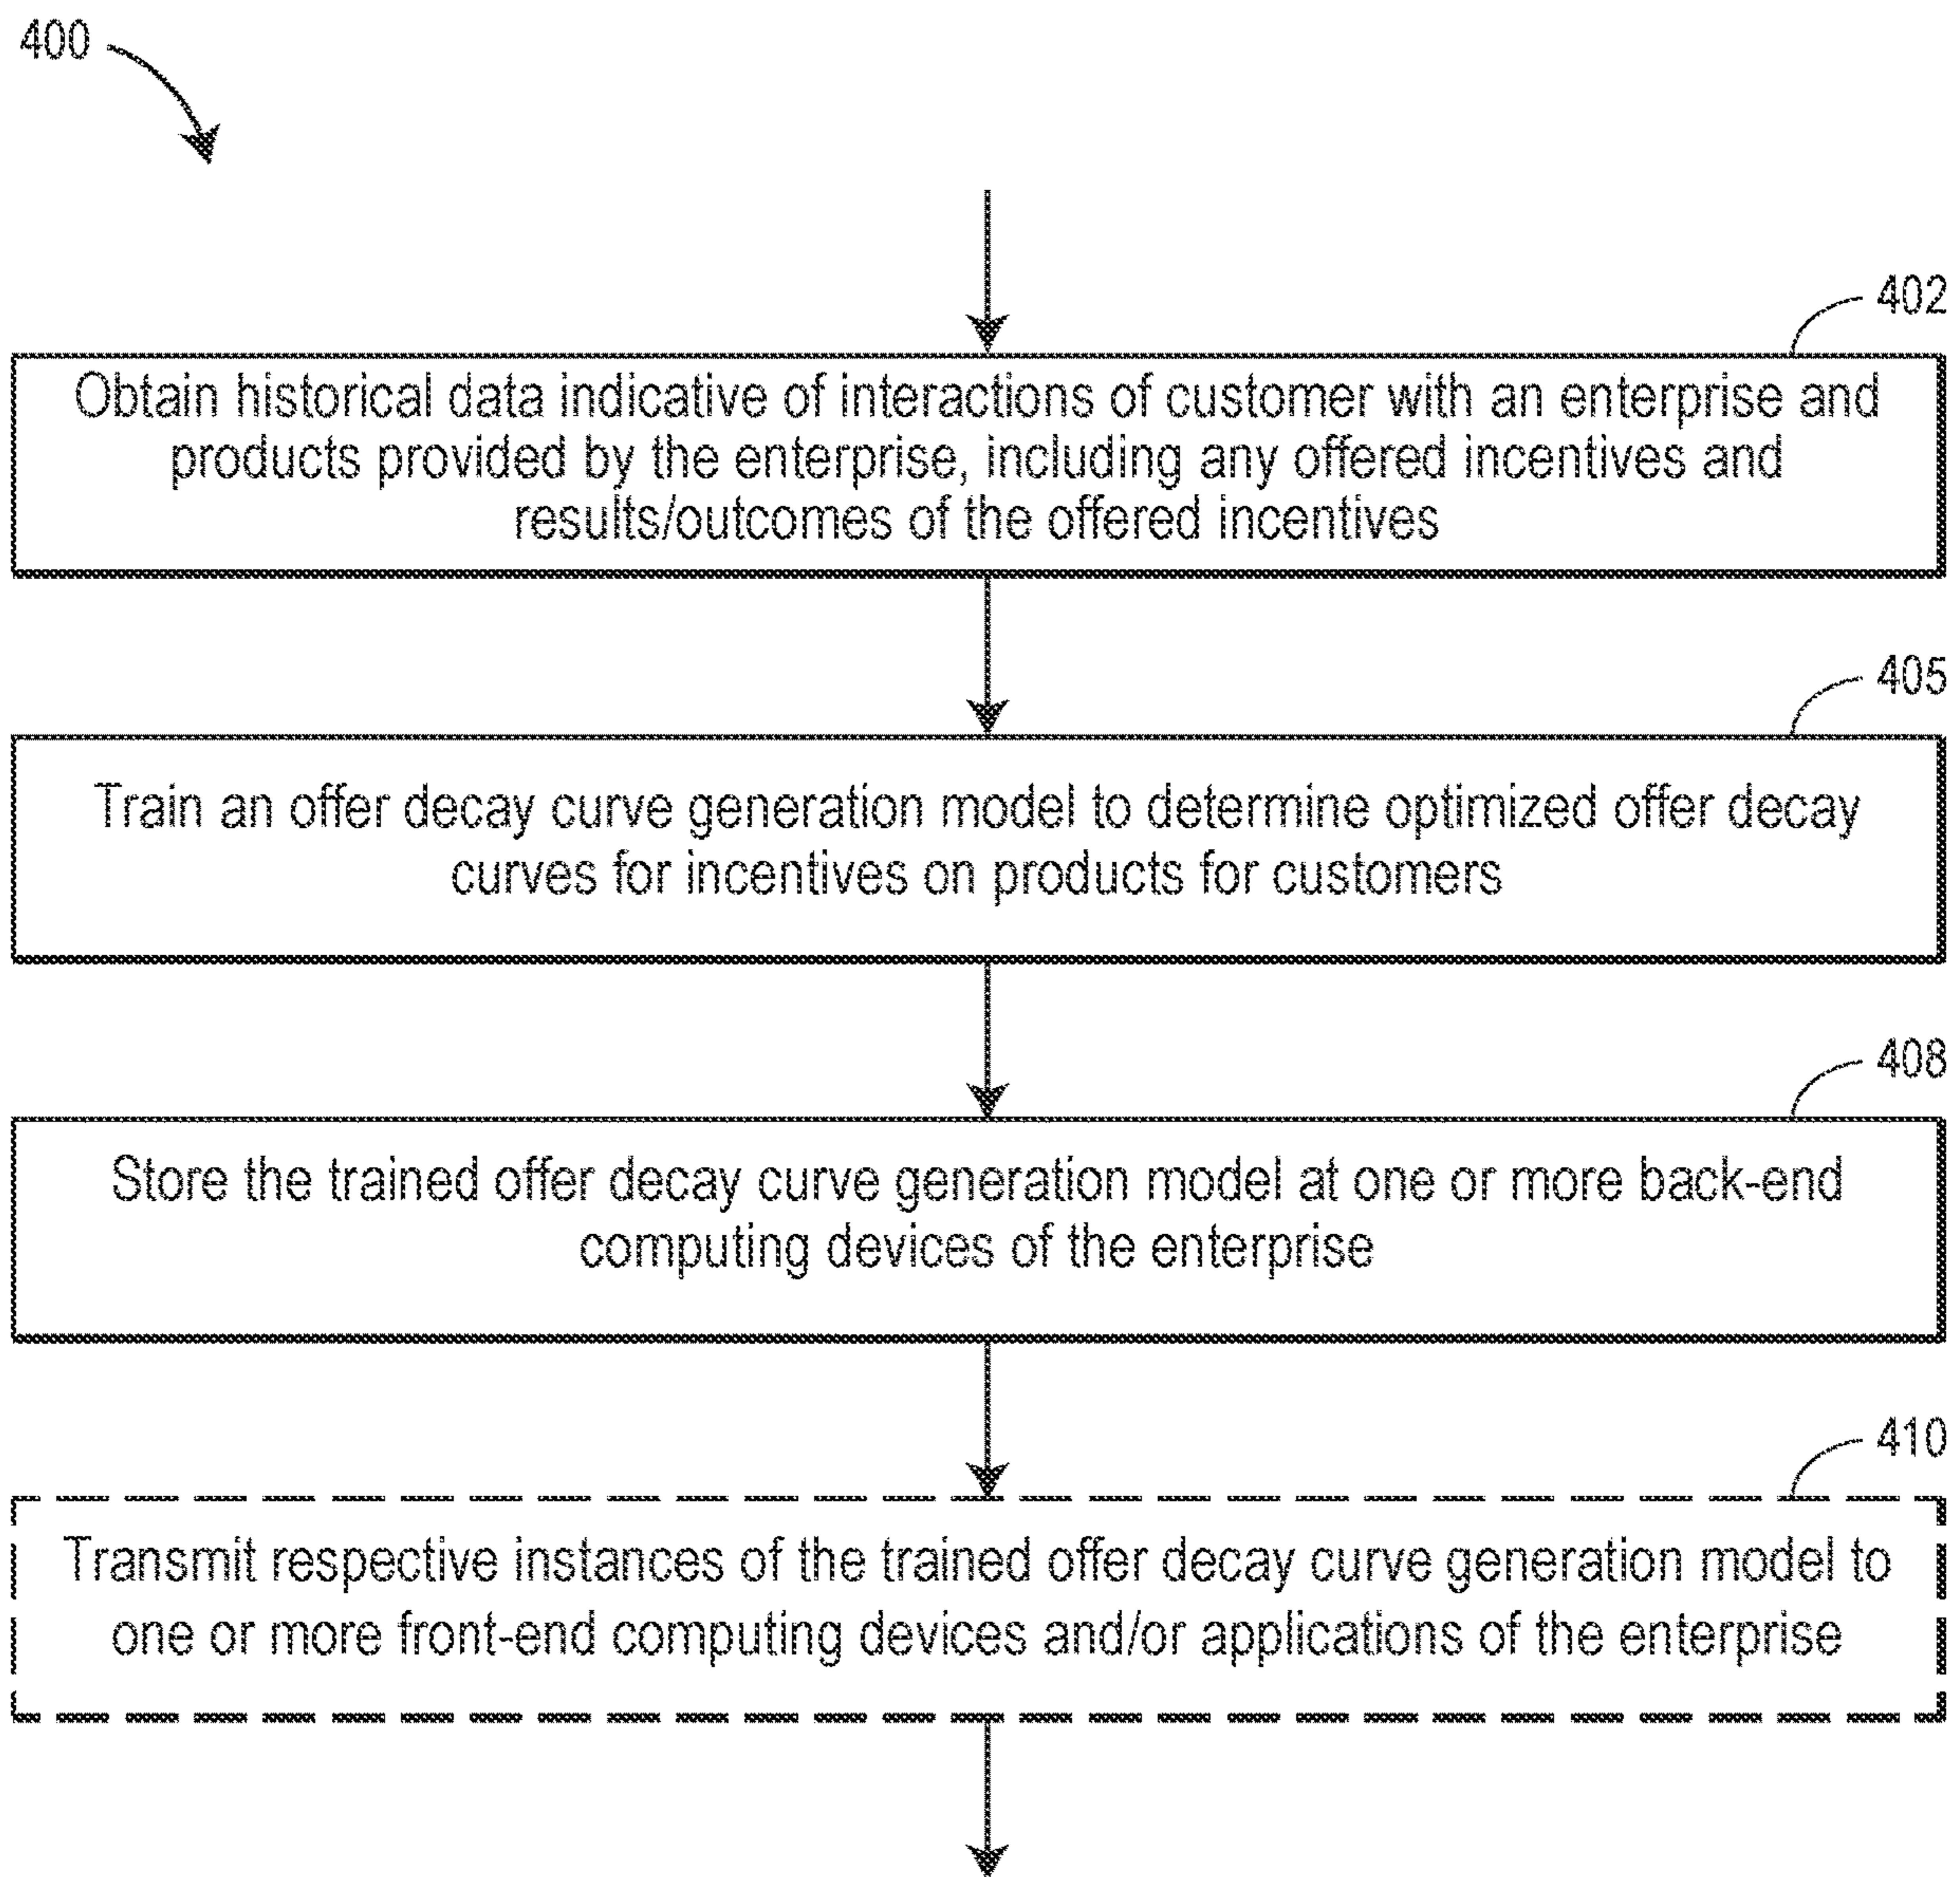 400
402
Obtain historical data indicative of interactions of customer with an enterprise and
products provided by the enterprise, including any offered incentives and
results/outcomes of the offered incentives
405
Train an offer decay curve generation model to determine optimized offer decay
curves for incentives on products for customers
408
Store the trained offer decay curve generation model at one or more back-end
computing devices of the enterprise
410
Transmit respective instances of the trained offer decay curve generation model to
one or more front-end computing devices and/or applications of the enterprise